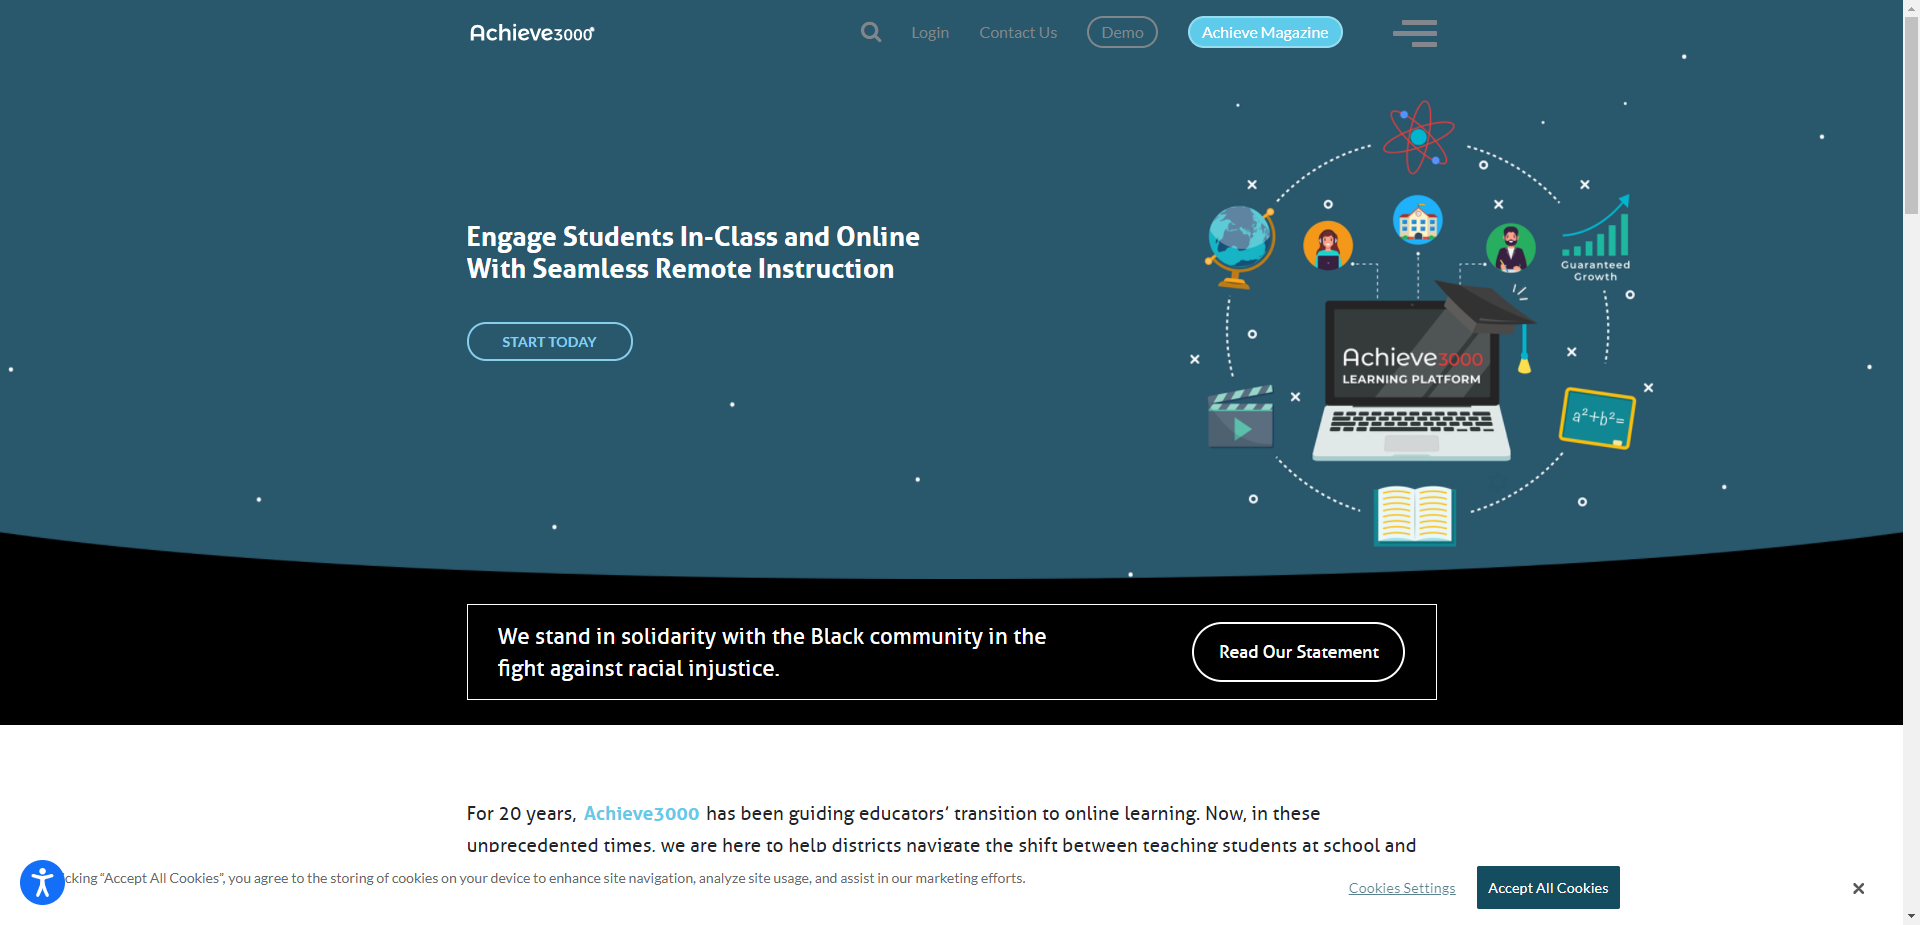 Achieve3000
Login
Contact Us
Demo
Achieve Magazine
Engage Students In-Class and Online
With Seamless Remote Instruction
START TODAY
Guaranteed
Growth
Achieve3000
LEARNING PLATFORM
a²+b²=
We stand in solidarity with the Black community in the
fight against racial injustice.
Read Our Statement
For 20 years, Achieve3000 has been guiding educators’ transition to online learning. Now, in these
unprecedented times, we are here to help districts navigate the shift between teaching students at school and
“Accept All Cookies”, you agree to the storing of cookies on your device to enhance site navigation, analyze site usage, and assist in our marketing efforts.
Cookies Settings
Accept All Cookies